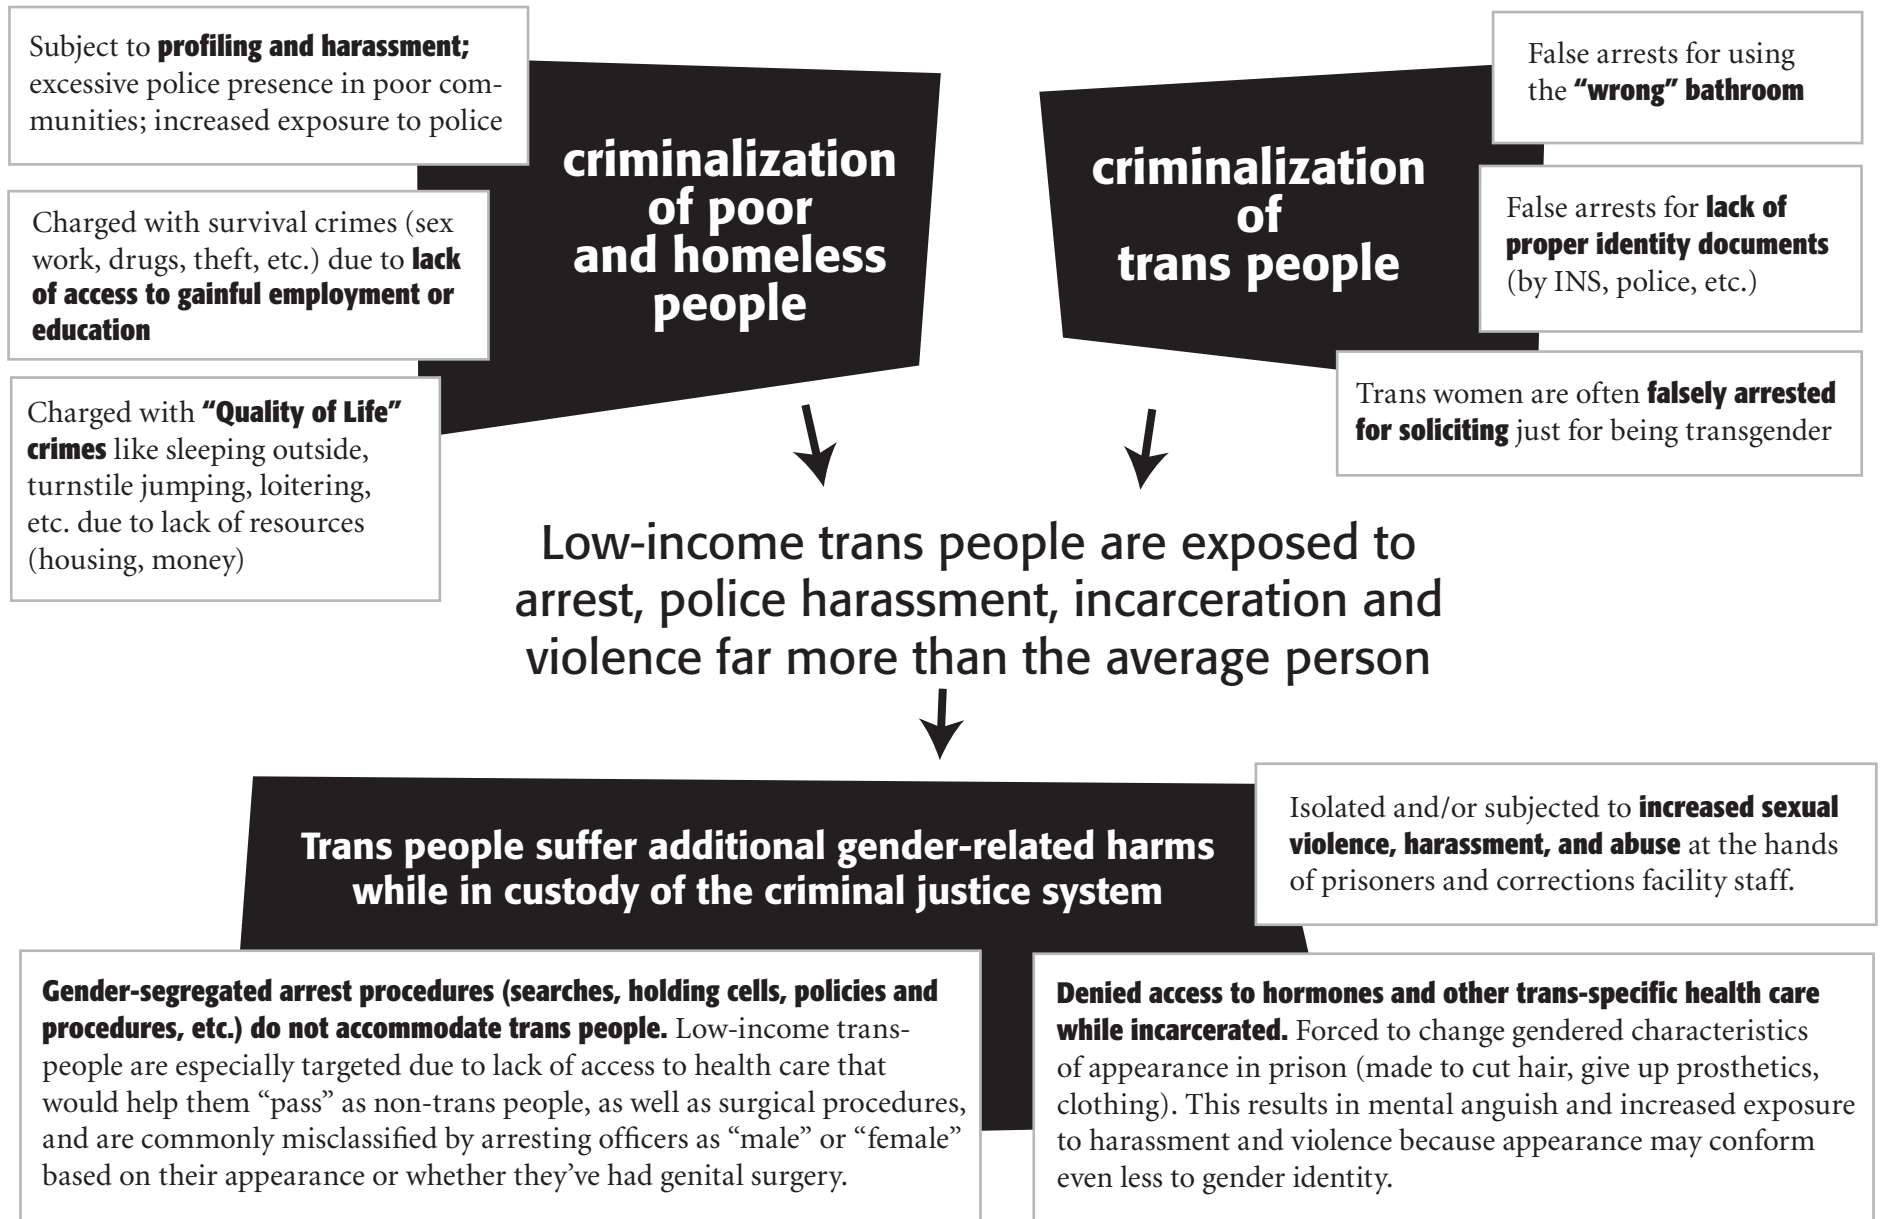 Subject to profiling and harassment;
excessive police presence in poor com-
munities; increased exposure to police
Charged with survival crimes (sex
work, drugs, theft, etc.) due to lack
of access to gainful employment or
education
Charged with “Quality of Life”
crimes like sleeping outside,
turnstile jumping, loitering,
etc. due to lack of resources
(housing, money)
criminalization
of poor
and homeless
people
criminalization
of
trans people
False arrests for using
the “wrong” bathroom
False arrests for lack of
proper identity documents
(by INS, police, etc.)
Trans women are often falsely arrested
for soliciting just for being transgender
Low-income trans people are exposed to
arrest, police harassment, incarceration and
violence far more than the average person
Trans people suffer additional gender-related harms
while in custody of the criminal justice system
Isolated and/or subjected to increased sexual
violence, harassment, and abuse at the hands
of prisoners and corrections facility staff.
Gender-segregated arrest procedures (searches, holding cells, policies and
procedures, etc.) do not accommodate trans people. Low-income trans-
people are especially targeted due to lack of access to health care that
would help them “pass” as non-trans people, as well as surgical procedures,
and are commonly misclassified by arresting officers as “male” or “female”
based on their appearance or whether they’ve had genital surgery.
Denied access to hormones and other trans-specific health care
while incarcerated. Forced to change gendered characteristics
of appearance in prison (made to cut hair, give up prosthetics,
clothing). This results in mental anguish and increased exposure
to harassment and violence because appearance may conform
even less to gender identity.